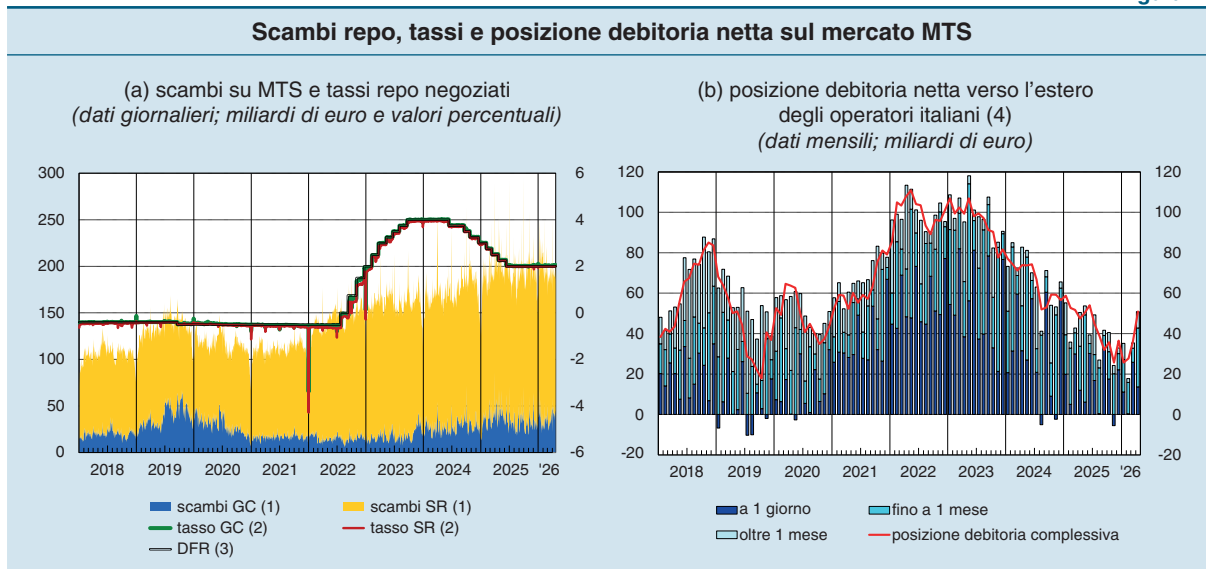 Scambi repo, tassi e posizione debitoria netta sul mercato MTS
(a) scambi su MTS e tassi repo negoziati
(dati giornalieri; miliardi di euro e valori percentuali)
300
250
200
150
100
50
0
6
4
2
0
-2
-4
-6
2018 2019 2020 2021 2022 2023 2024 2025 '26
scambi GC (1) scambi SR (1)
tasso GC (2) tasso SR (2)
DFR (3)
(b) posizione debitoria netta verso l'estero
degli operatori italiani (4)
(dati mensili; miliardi di euro)
120
100
80
60
40
20
0
-20
120
100
80
60
40
20
0
-20
2018 2019 2020 2021 2022 2023 2024 2025 '26
a 1 giorno fino a 1 mese
oltre 1 mese posizione debitoria complessiva